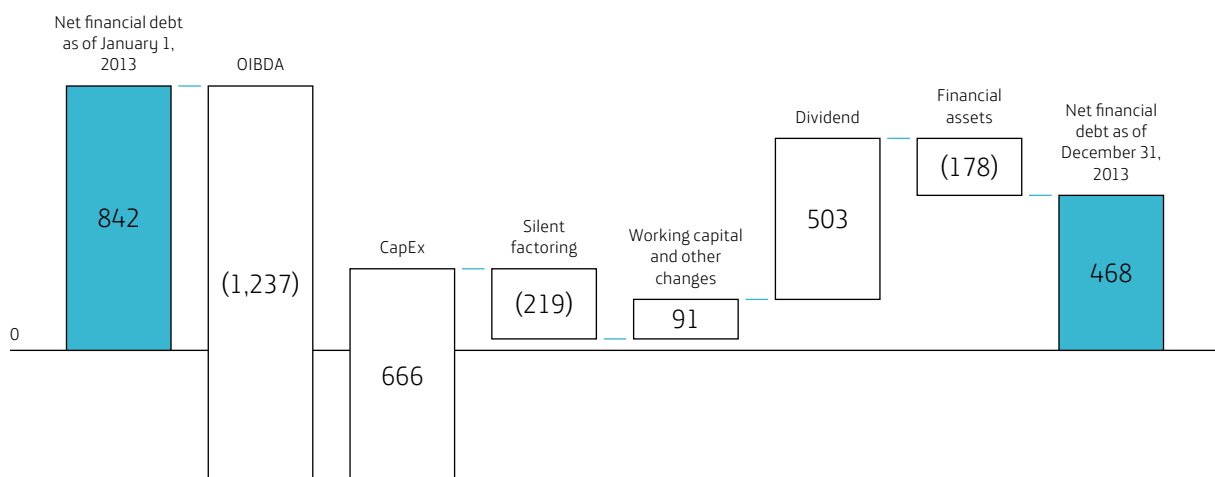 Net financial debt
as of January 1,
2013
842
OIBDA
(1,237)
CapEx
666
Silent
factoring
(219)
Working capital
and other
changes
91
Dividend
503
Financial
assets
(178)
Net financial
debt as of
December 31,
2013
468
0